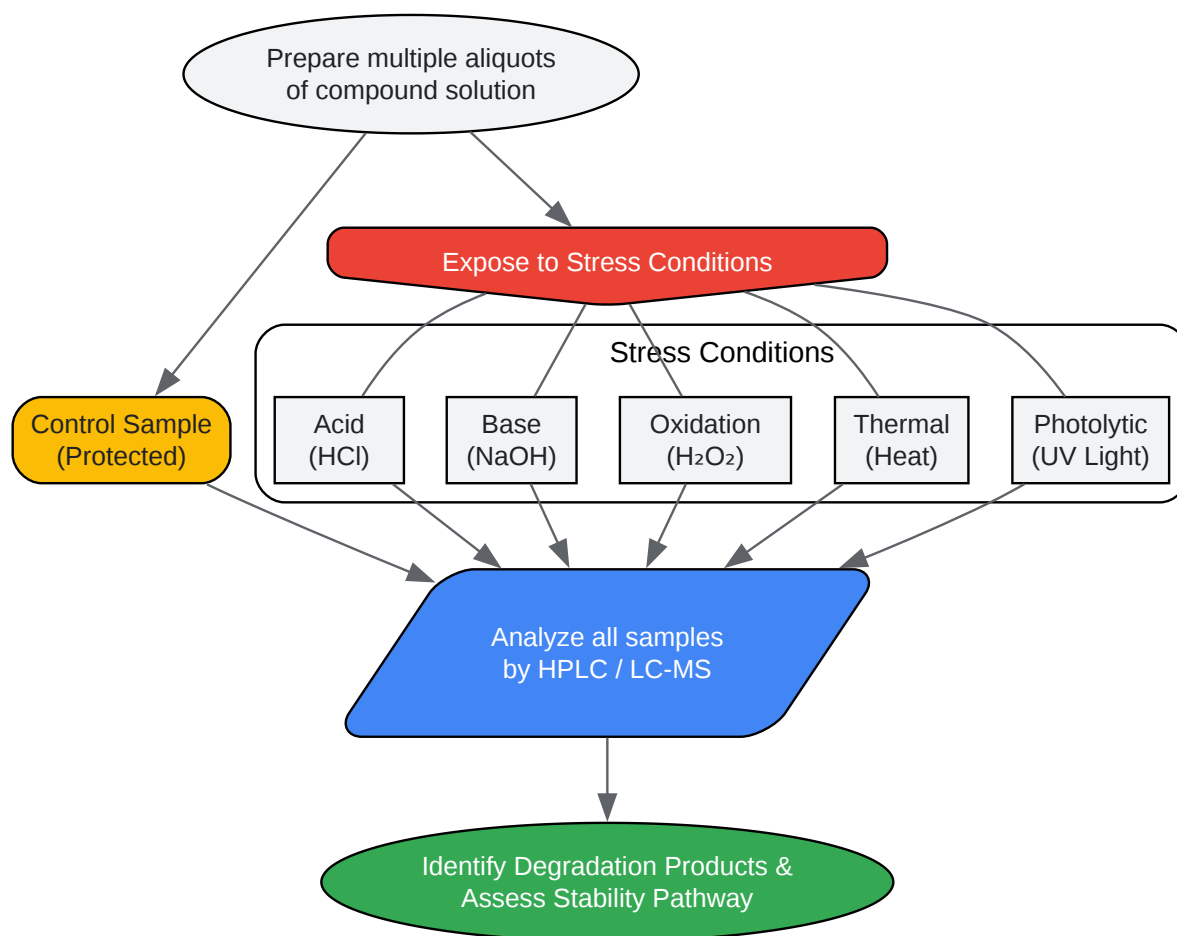 Prepare multiple aliquots
of compound solution
Expose to Stress Conditions
Stress Conditions
Control Sample
(Protected)
Acid
(HCl)
Base
(NaOH)
Oxidation
(H₂O₂)
Thermal
(Heat)
Photolytic
(UV Light)
Analyze all samples
by HPLC / LC-MS
Identify Degradation Products &
Assess Stability Pathway